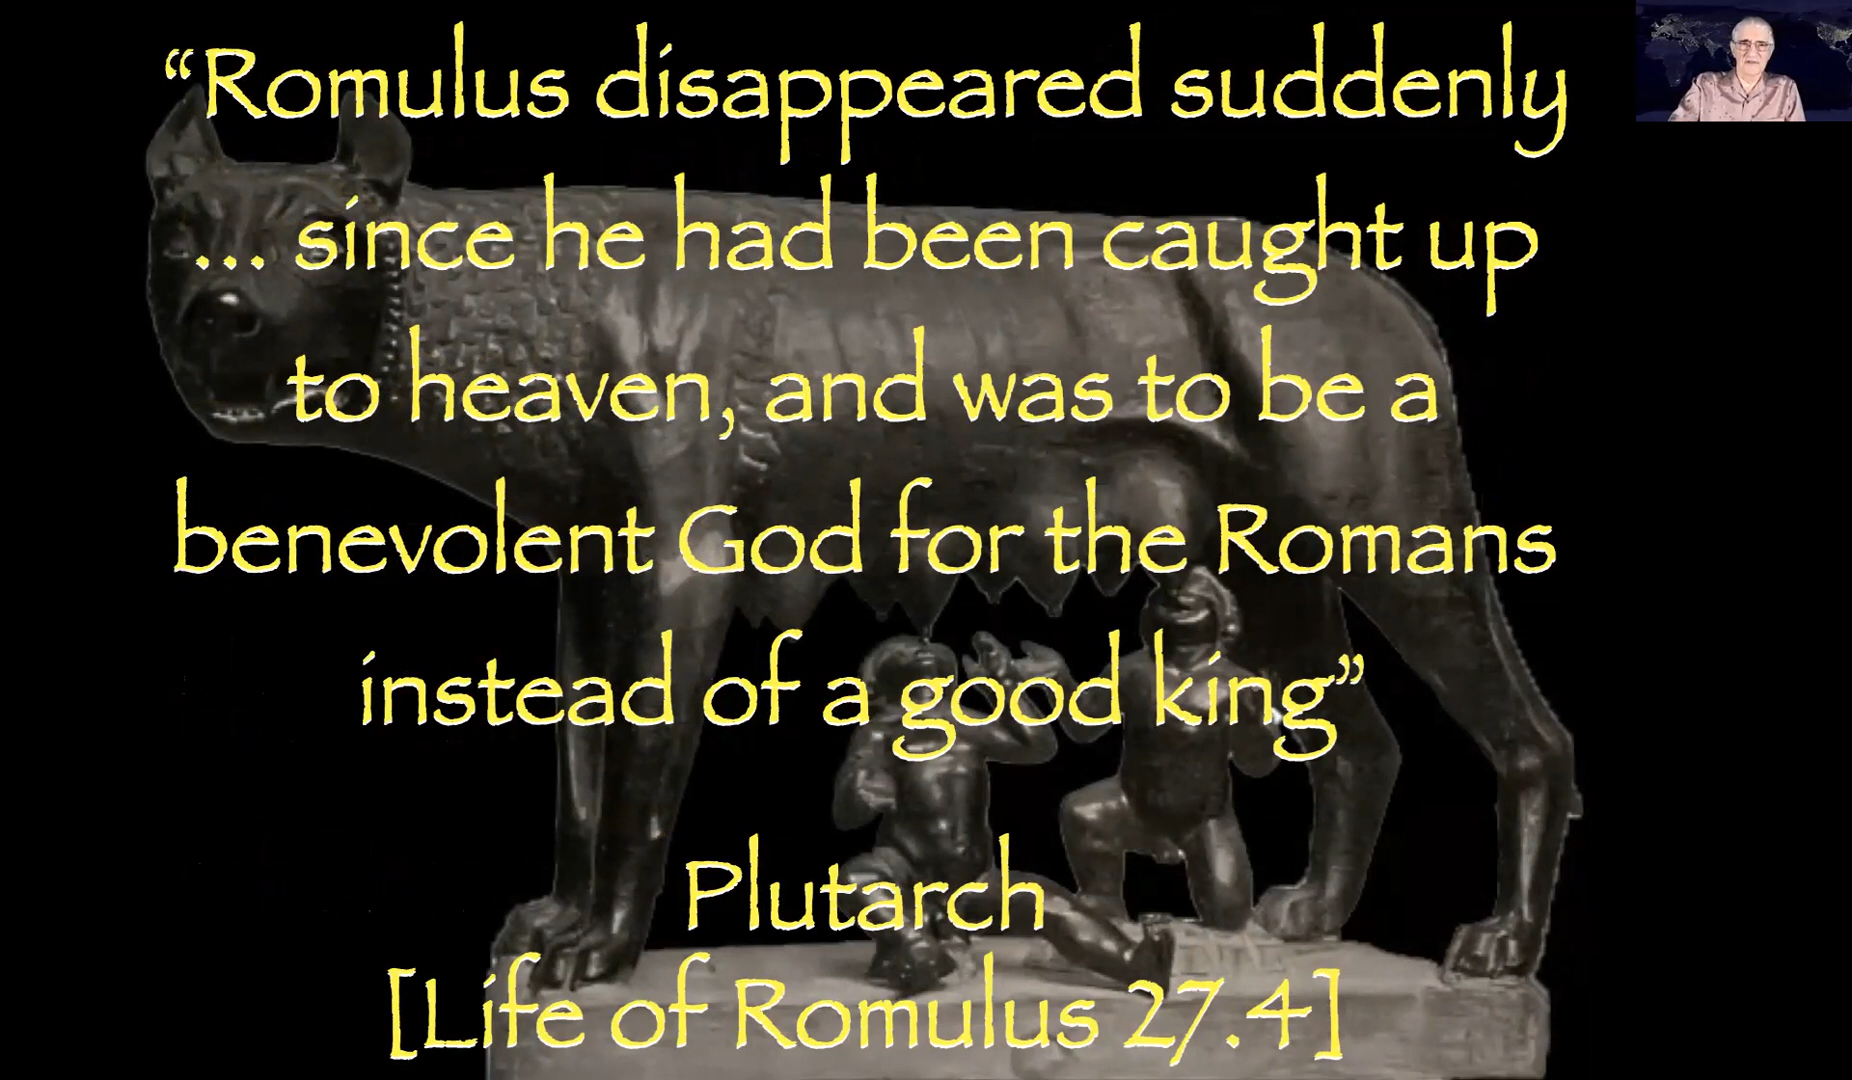 “Romulus disappeared suddenly
... since he had been caught up
to heaven, and was to be a
benevolent God for the Romans
instead of a good king”
Plutarch
[Life of Romulus 27.4]